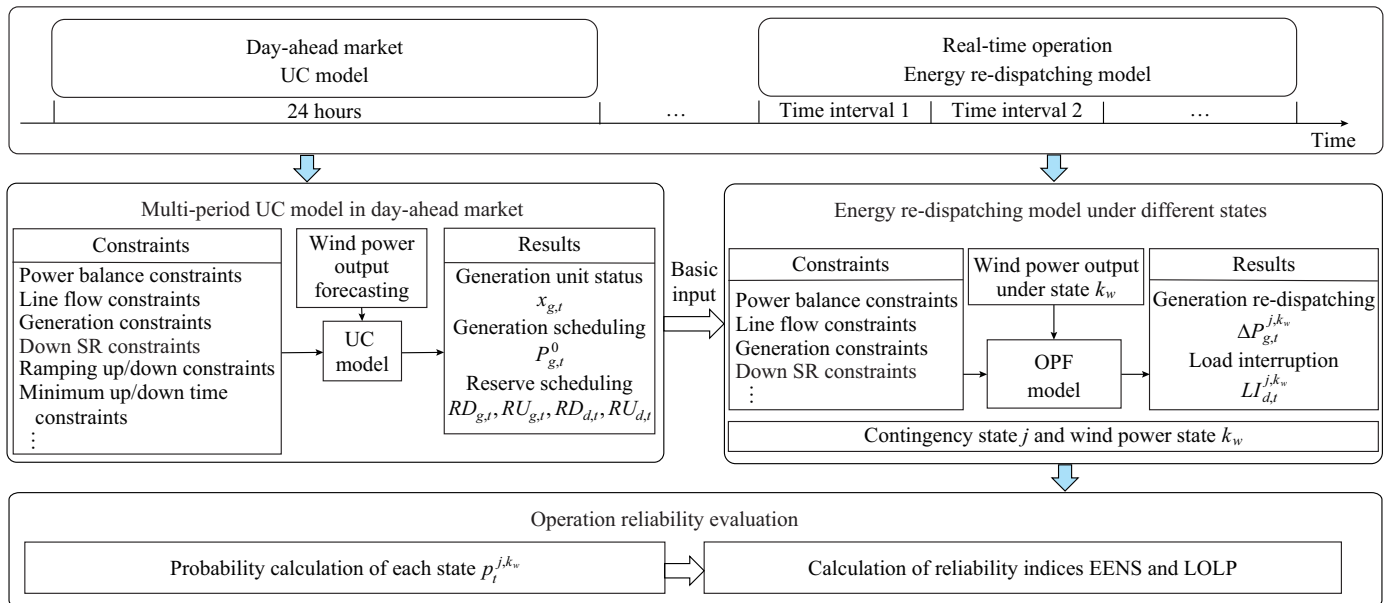 Day-ahead market
UC model
Real-time operation
Energy re-dispatching model
24 hours
…
Time interval 1
Time interval 2
…
Time
Multi-period UC model in day-ahead market
Constraints
Power balance constraints
Line flow constraints
Generation constraints
Down SR constraints
Ramping up/down constraints
Minimum up/down time
constraints
⋮
Wind power
output
forecasting
UC
model
Results
Generation unit status
x_{g,t}
Generation scheduling
P_{g,t}^{0}
Reserve scheduling
RD_{g,t}, RU_{g,t}, RD_{d,t}, RU_{d,t}
Basic
input
Energy re-dispatching model under different states
Constraints
Power balance constraints
Line flow constraints
Generation constraints
Down SR constraints
⋮
Wind power output
under state k_w
OPF
model
Results
Generation re-dispatching
ΔP_{g,t}^{j,k_w}
Load interruption
LI_{d,t}^{j,k_w}
Contingency state j and wind power state k_w
Operation reliability evaluation
Probability calculation of each state p_t^{j,k_w}
Calculation of reliability indices EENS and LOLP